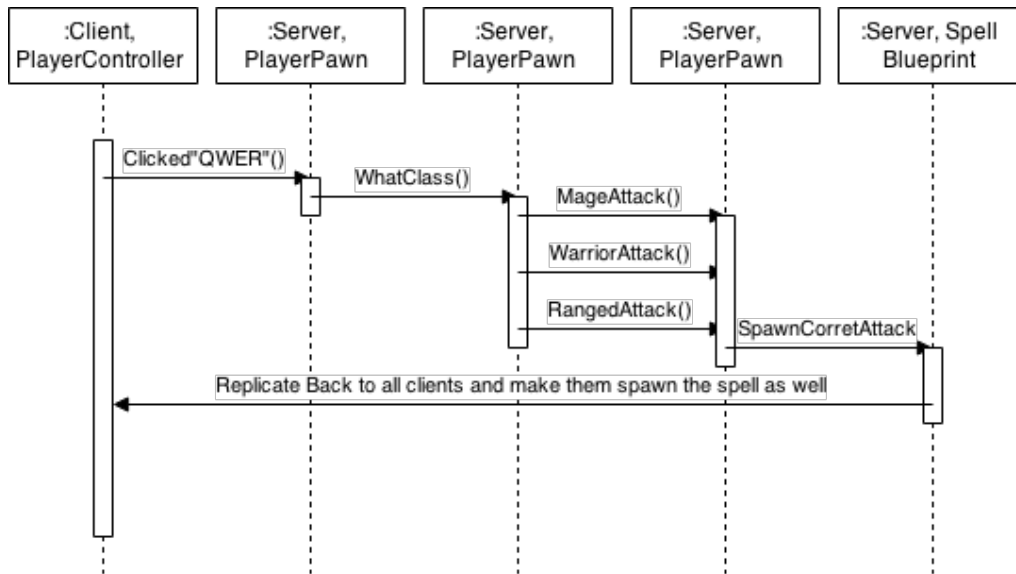 :Client,
PlayerController
:Server,
PlayerPawn
:Server,
PlayerPawn
:Server,
PlayerPawn
:Server, Spell
Blueprint
Clicked"QWER"()
WhatClass()
MageAttack()
WarriorAttack()
RangedAttack()
SpawnCorretAttack
Replicate Back to all clients and make them spawn the spell as well